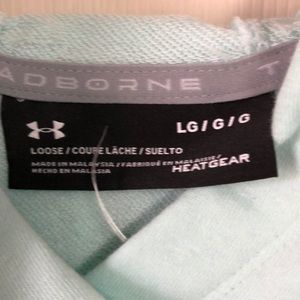 ADBORNE T
LG/G/G
LOOSE / COUPE LÂCHE / SUELTO
MADE IN MALAYSIA / FABRIQUÉ EN MALAISIE /
HECHO EN MALASIA
HEATGEAR